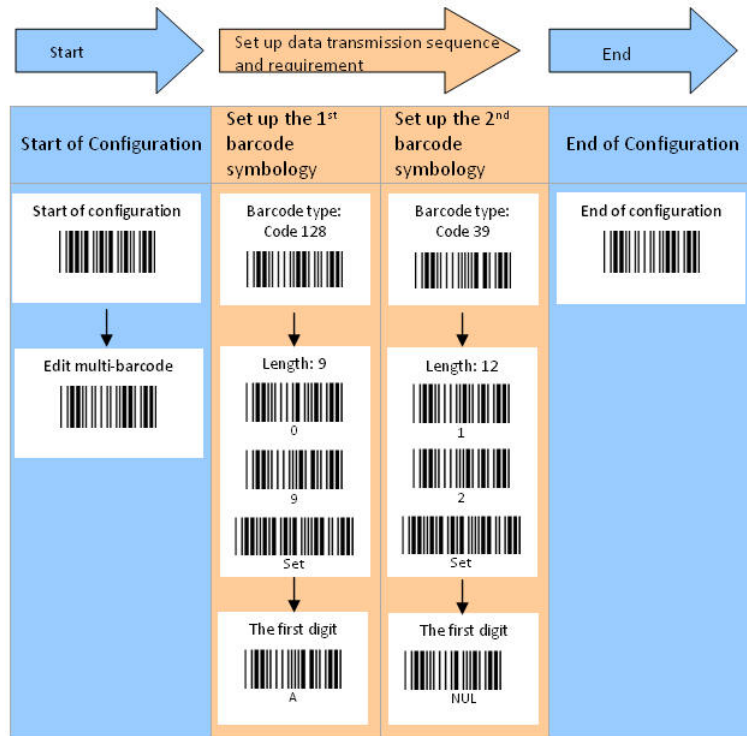 Start
Set up data transmission sequence
and requirement
End
Start of Configuration
Set up the 1st
barcode
symbology
Set up the 2nd
barcode
symbology
End of Configuration
Start of configuration
Edit multi-barcode
Barcode type:
Code 128
Length: 9
0
9
Set
The first digit
A
Barcode type:
Code 39
Length: 12
1
2
Set
The first digit
NUL
End of configuration